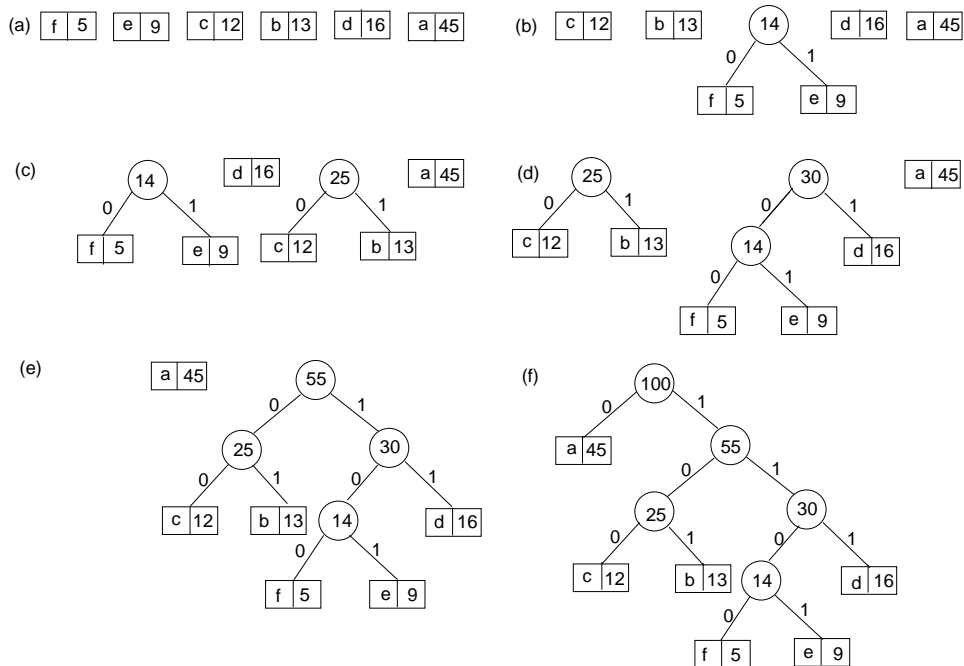 (a) f 5 e 9 c 12 b 13 d 16 a 45
(b) c 12 b 13 14 d 16 a 45
0 1
f 5 e 9
(c) 14 d 16 25 a 45
0 1 0 1
f 5 e 9 c 12 b 13
(d) 25 30 a 45
0 1 0 1
c 12 b 13 14 d 16
0 1
f 5 e 9
(e) a 45 55
0 1
25 30
0 1 0 1
c 12 b 13 14 d 16
0 1
f 5 e 9
(f) 100
0 1
a 45 55
0 1
25 30
0 1 0 1
c 12 b 13 14 d 16
0 1
f 5 e 9